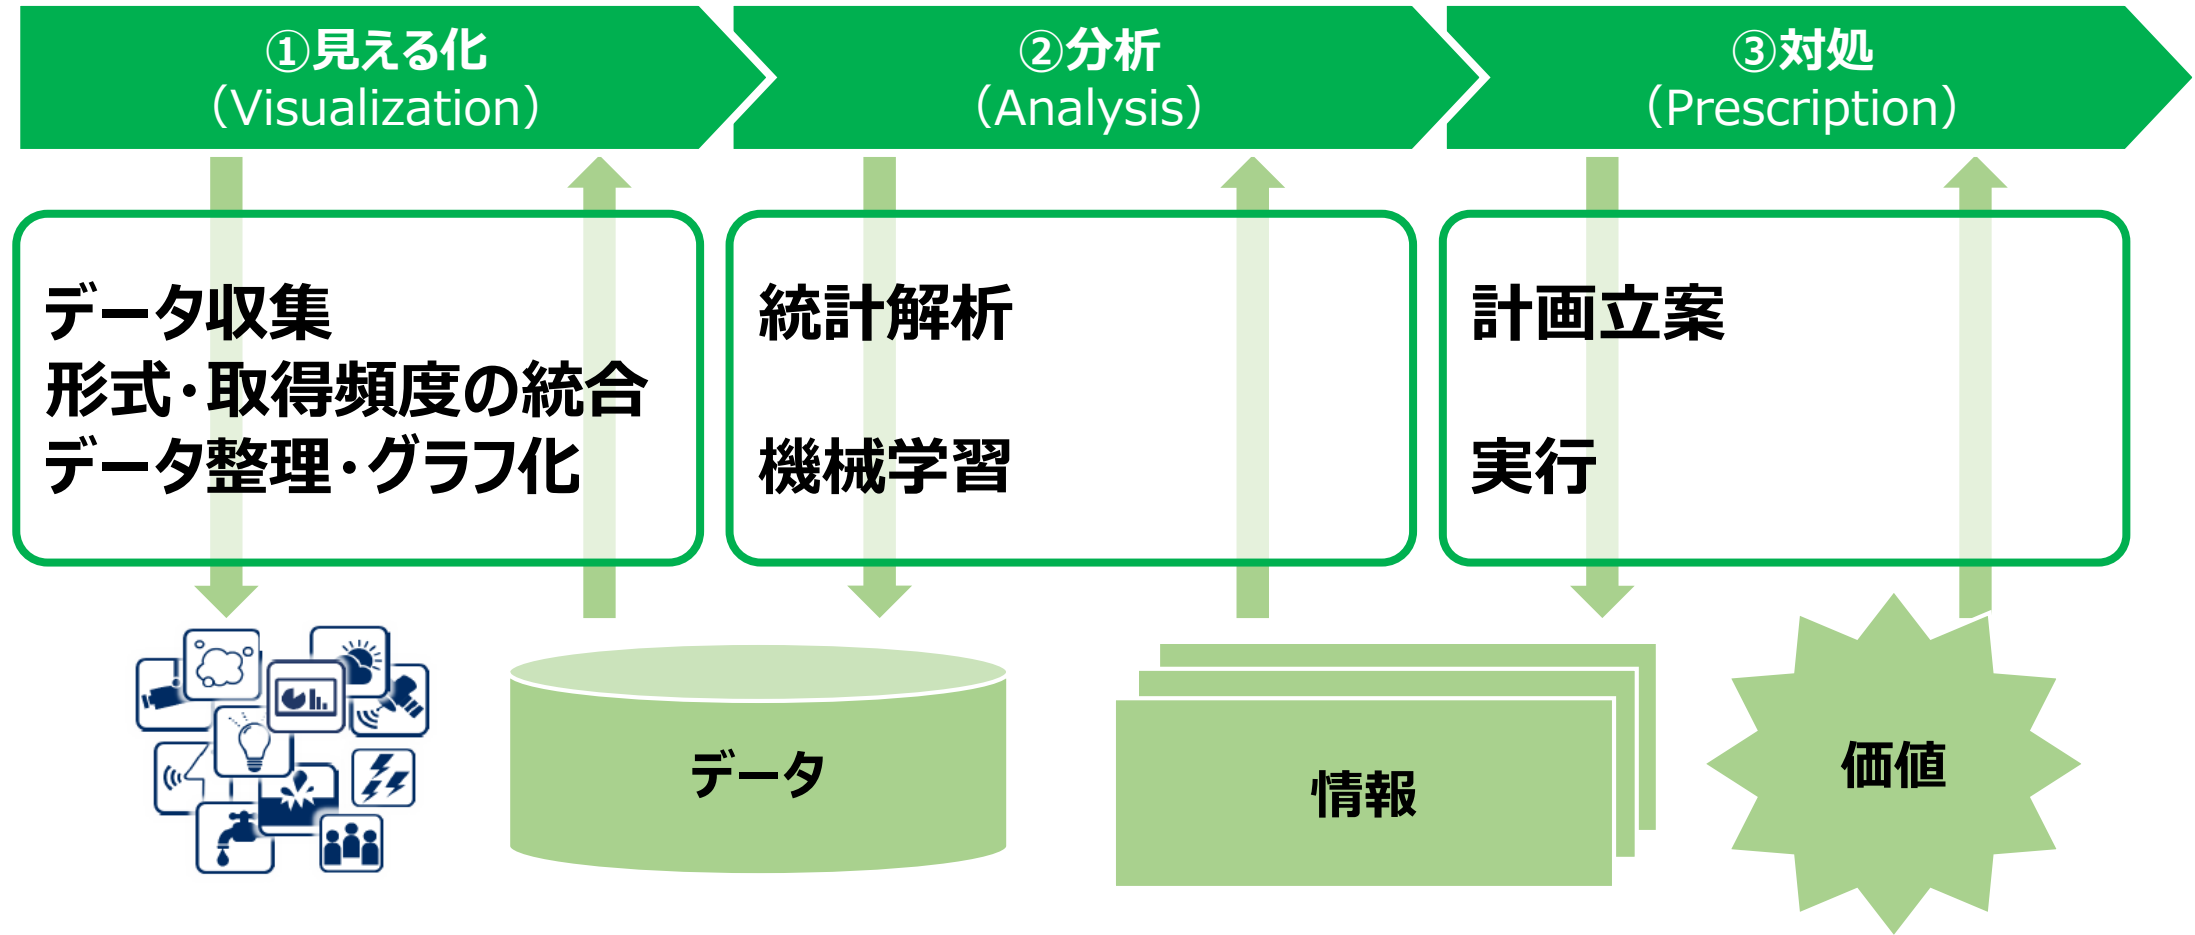 ①見える化
（Visualization）
②分析
（Analysis）
③対処
（Prescription）
データ収集
形式・取得頻度の統合
データ整理・グラフ化
統計解析
機械学習
計画立案
実行
データ
情報
価値